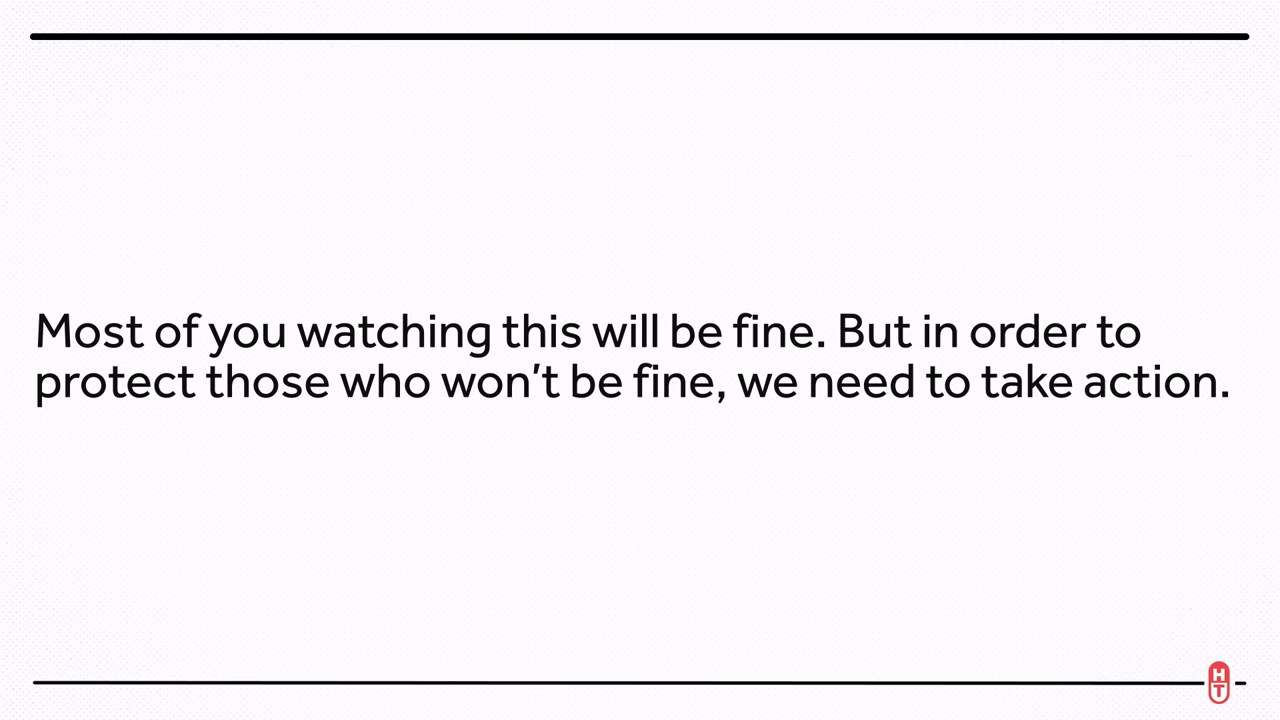 Most of you watching this will be fine. But in order to
protect those who won't be fine, we need to take action.
H
T